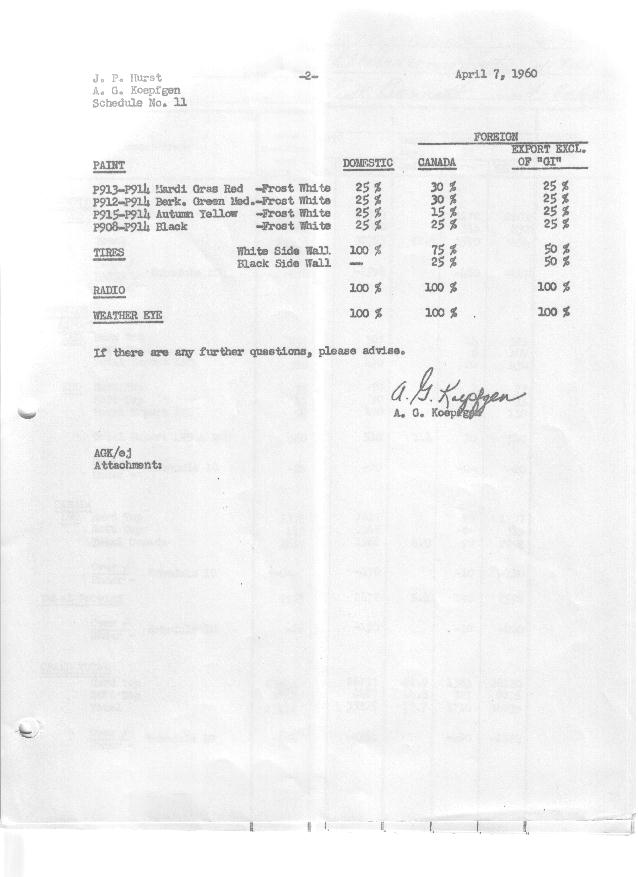 J. P. Hurst -2- April 7, 1960
A. G. Koepfgen
Schedule No. 11
FOREIGN
EXPORT EXCL.
PAINT DOMESTIC CANADA OF "GI"
P913-P914 Mardi Gras Red -Frost White 25 % 30 % 25 %
P912-P914 Berk. Green Med.-Frost White 25 % 30 % 25 %
P915-P914 Autumn Yellow -Frost White 25 % 15 % 25 %
P908-P914 Black -Frost White 25 % 25 % 25 %
TIRES White Side Wall 100 % 75 % 50 %
Black Side Wall — 25 % 50 %
RADIO 100 % 100 % 100 %
WEATHER EYE 100 % 100 % 100 %
If there are any further questions, please advise.
A. G. Koepfgen
A. G. Koepfgen
AGK/ej
Attachment: